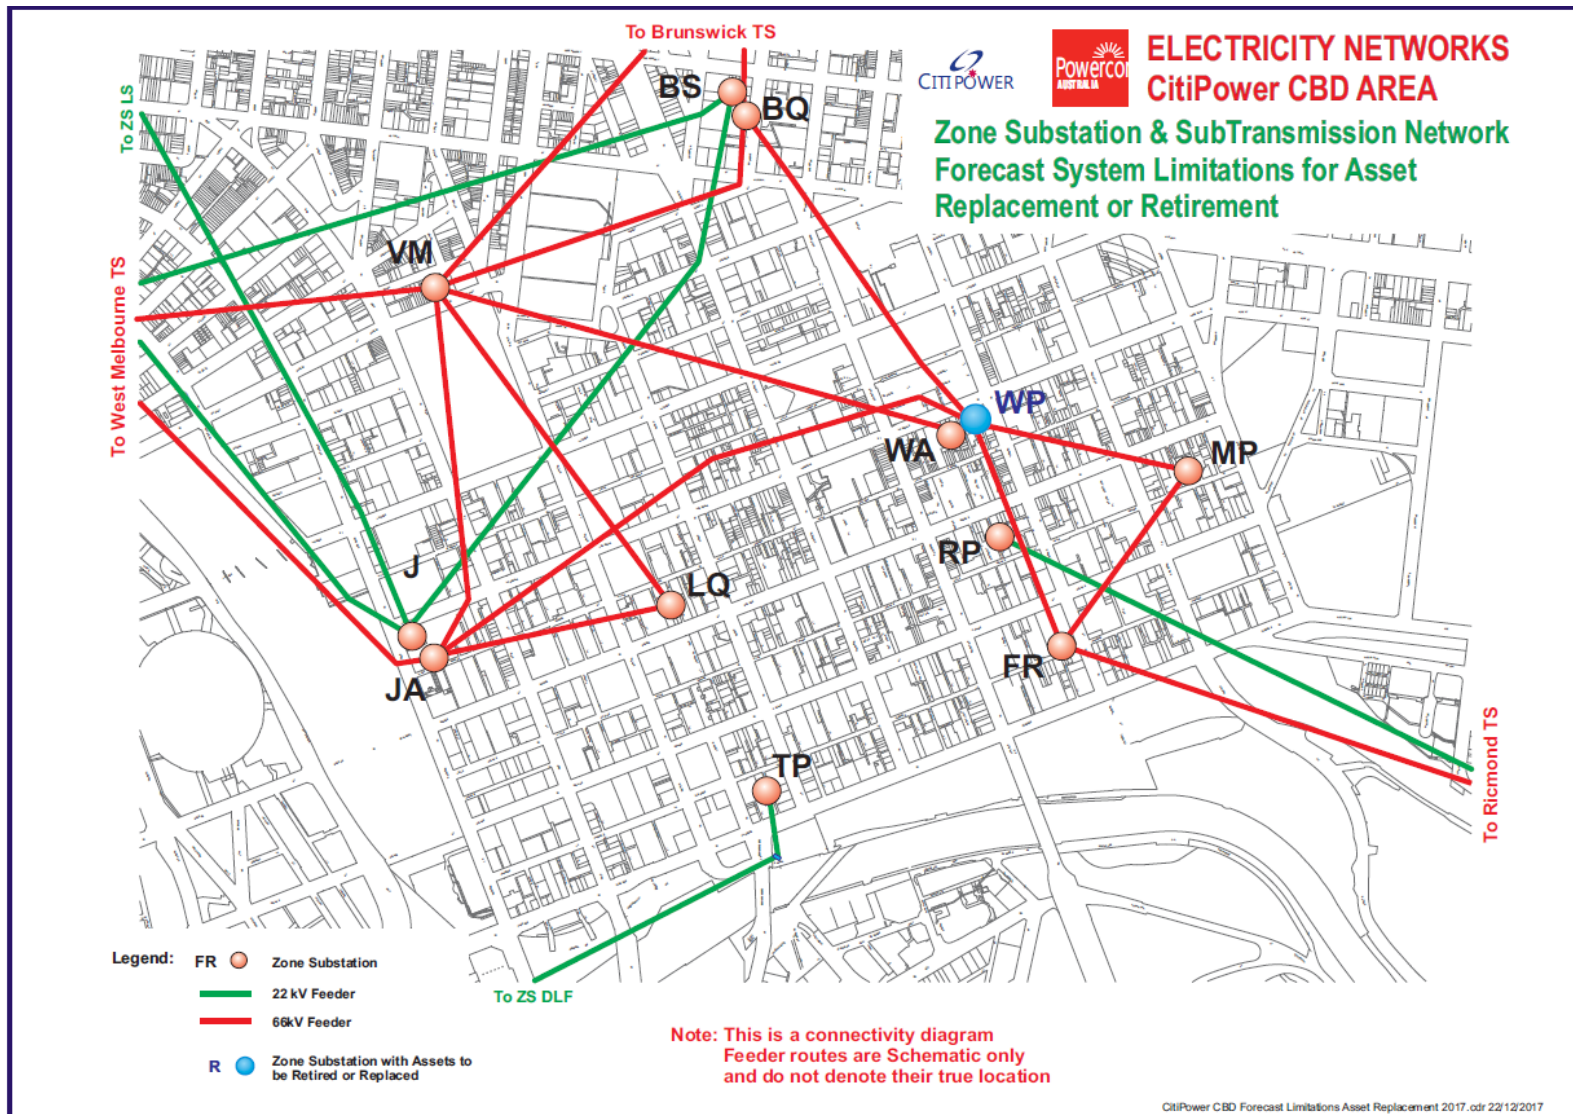 To Brunswick TS
CITIPOWER
Powercor
AUSTRALIA
ELECTRICITY NETWORKS
CitiPower CBD AREA
Zone Substation & SubTransmission Network
Forecast System Limitations for Asset
Replacement or Retirement
To ZS LS
BS
BQ
VM
To West Melbourne TS
WP
WA
MP
RP
J
LQ
FR
JA
TP
To Ricmond TS
Legend:
FR
Zone Substation
22 kV Feeder
66kV Feeder
R
Zone Substation with Assets to
be Retired or Replaced
To ZS DLF
Note: This is a connectivity diagram
Feeder routes are Schematic only
and do not denote their true location
CitiPower CBD Forecast Limitations Asset Replacement 2017.cdr 22/12/2017